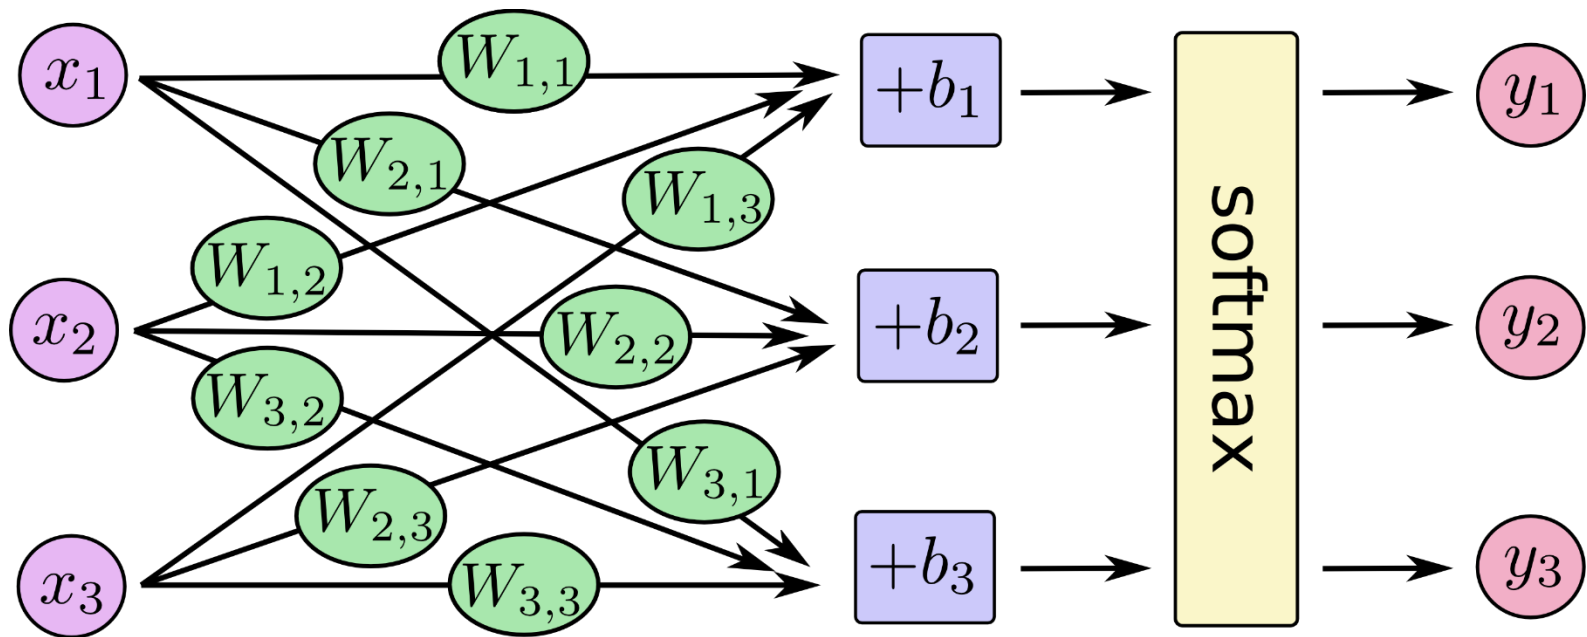 x₁
W₁,₁
+b₁
y₁
W₂,₁
W₁,₃
W₁,₂
softmax
x₂
W₂,₂
+b₂
y₂
W₃,₂
W₃,₁
W₂,₃
x₃
W₃,₃
+b₃
y₃